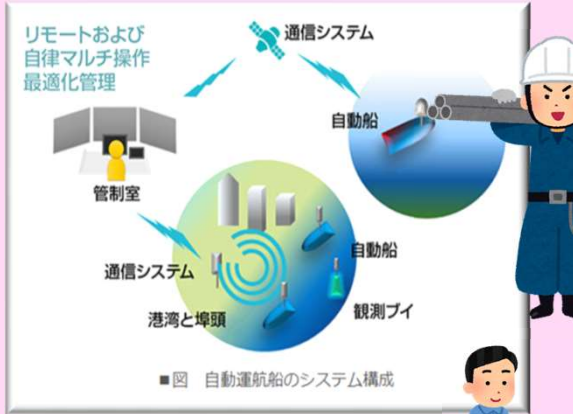 リモートおよび
自律マルチ操作
最適化管理
通信システム
自動船
管制室
自動船
通信システム
観測ブイ
港湾と埠頭
■図 自動運航船のシステム構成